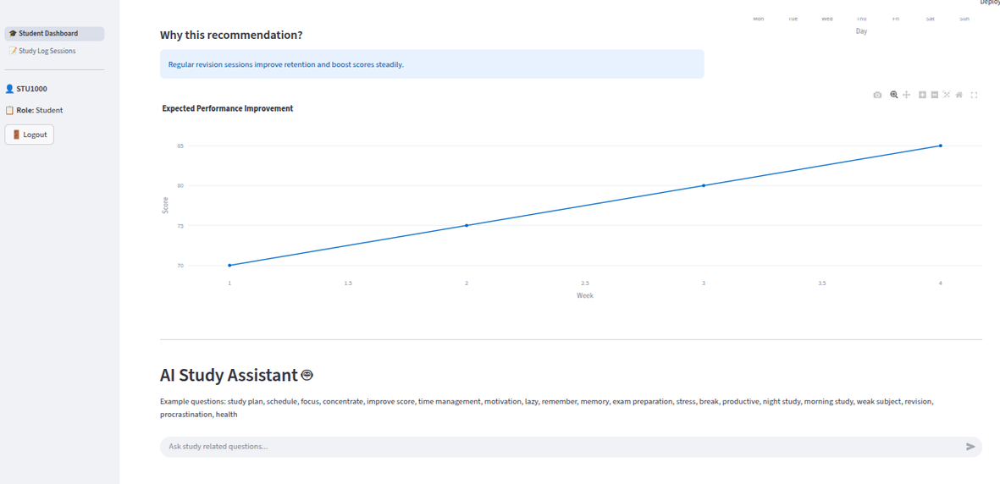 Deploy
🎓 Student Dashboard
📝 Study Log Sessions
👤 STU1000
📋 Role: Student
🚪 Logout
Mon Tue Wed Thu Fri Sat Sun
Day
Why this recommendation?
Regular revision sessions improve retention and boost scores steadily.
Expected Performance Improvement
85
80
75
70
Score
1 1.5 2 2.5 3 3.5 4
Week
AI Study Assistant
Example questions: study plan, schedule, focus, concentrate, improve score, time management, motivation, lazy, remember, memory, exam preparation, stress, break, productive, night study, morning study, weak subject, revision,
procrastination, health
Ask study related questions...